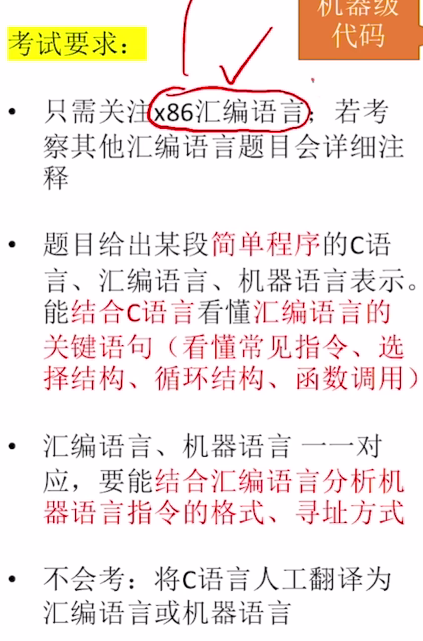 机器级
代码
考试要求：
• 只需关注x86汇编语言；若考
察其他汇编语言题目会详细注
释
• 题目给出某段简单程序的C语
言、汇编语言、机器语言表示。
能结合C语言看懂汇编语言的
关键语句（看懂常见指令、选
择结构、循环结构、函数调用）
• 汇编语言、机器语言 一一对
应，要能结合汇编语言分析机
器语言指令的格式、寻址方式
• 不会考：将C语言人工翻译为
汇编语言或机器语言